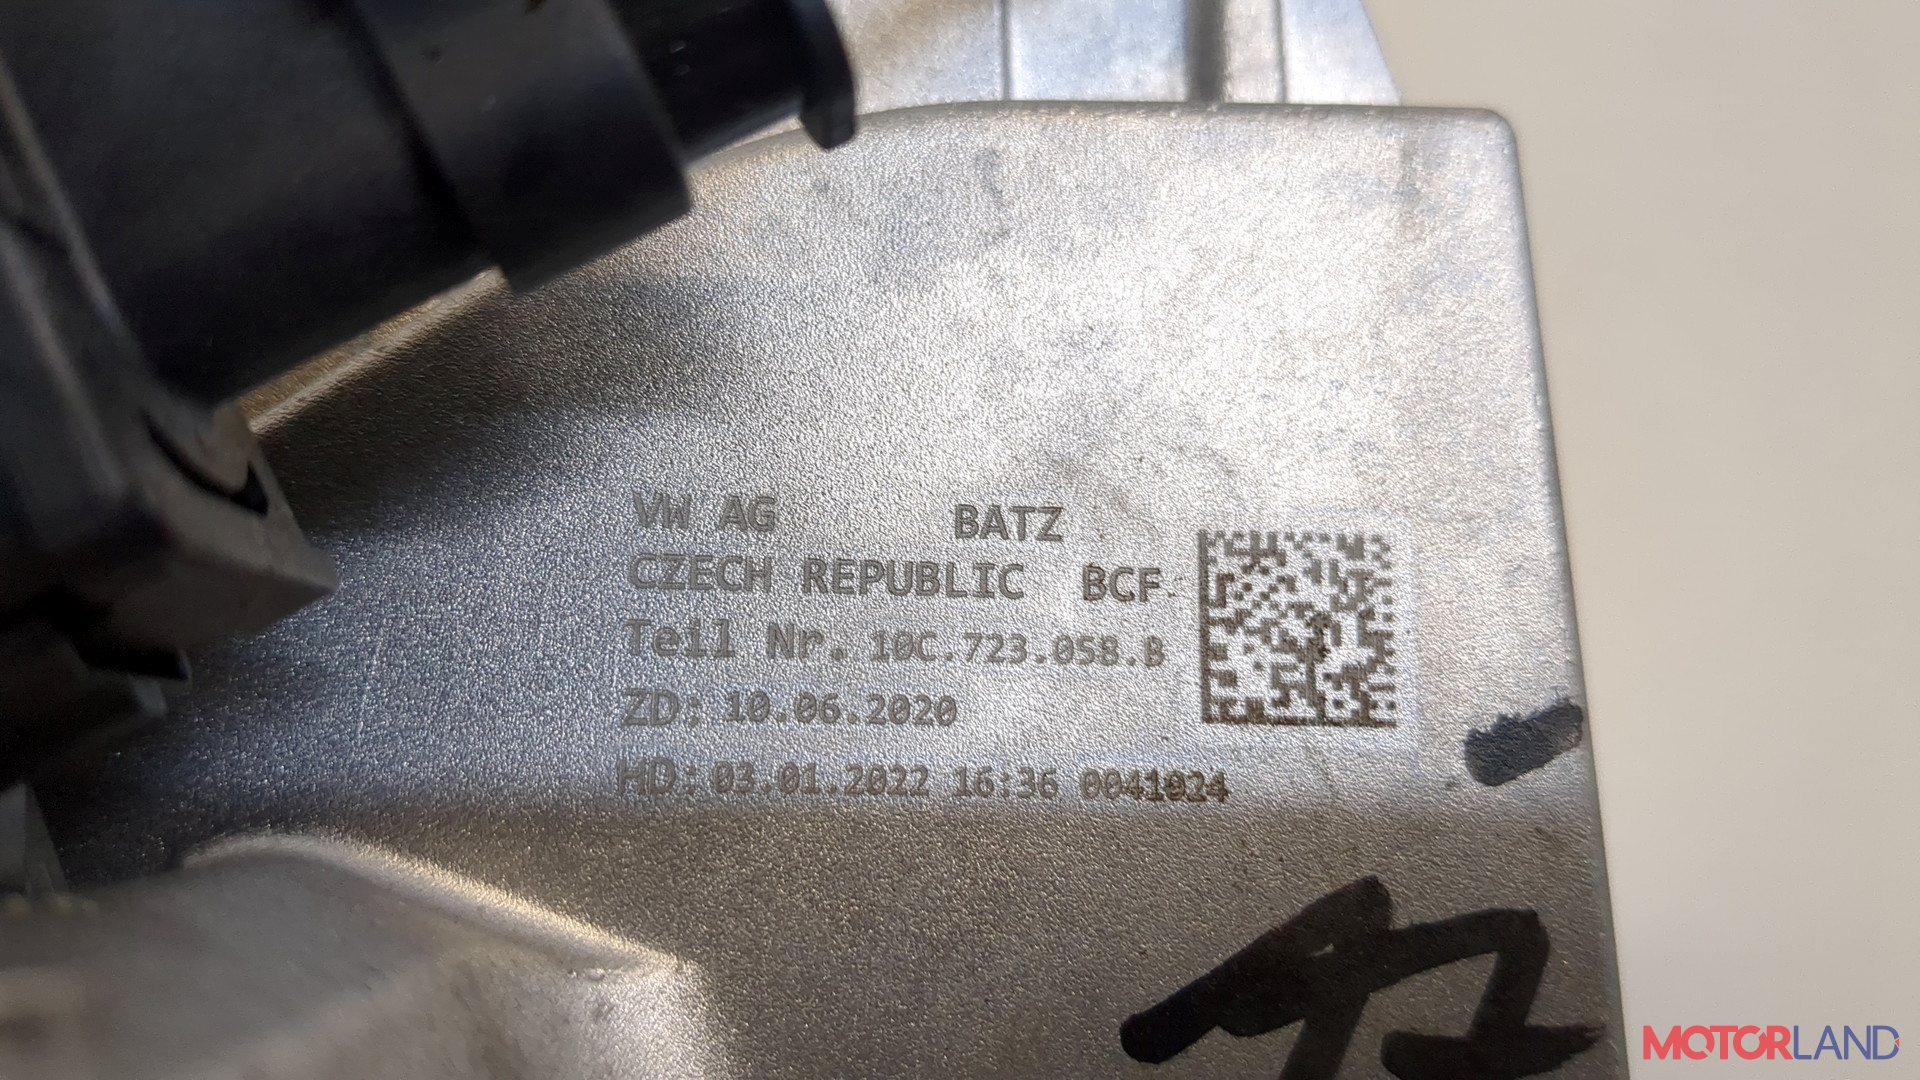 VW AG BATZ
CZECH REPUBLIC BCF
Teil Nr. 10C.723.058.B
ZD: 10.06.2020
HD: 03.01.2022 16:36 0041024
MOTORLAND